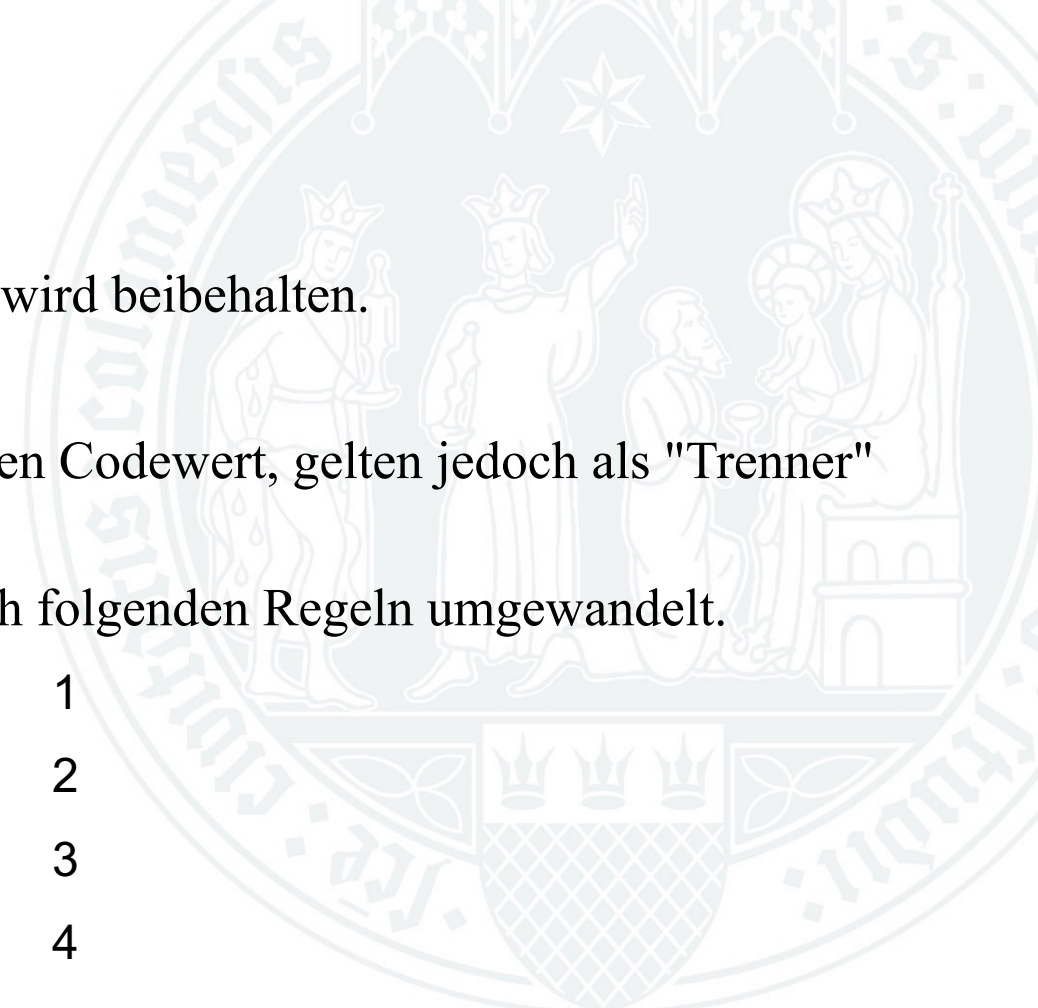 wird beibehalten.
en Codewert, gelten jedoch als "Trenner"
h folgenden Regeln umgewandelt.
1
2
3
4